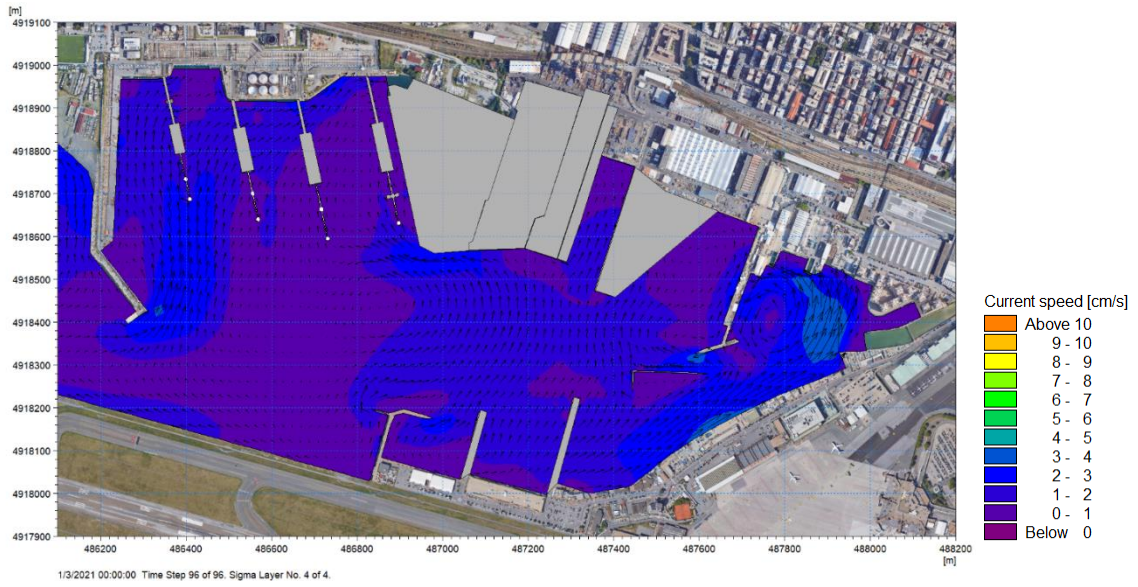 [m]
4919100
4919000
4918900
4918800
4918700
4918600
4918500
4918400
4918300
4918200
4918100
4918000
4917900
486200 486400 486600 486800 487000 487200 487400 487600 487800 488000 488200
[m]
Current speed [cm/s]
Above 10
9 - 10
8 - 9
7 - 8
6 - 7
5 - 6
4 - 5
3 - 4
2 - 3
1 - 2
0 - 1
Below 0
1/3/2021 00:00:00 Time Step 96 of 96. Sigma Layer No. 4 of 4.